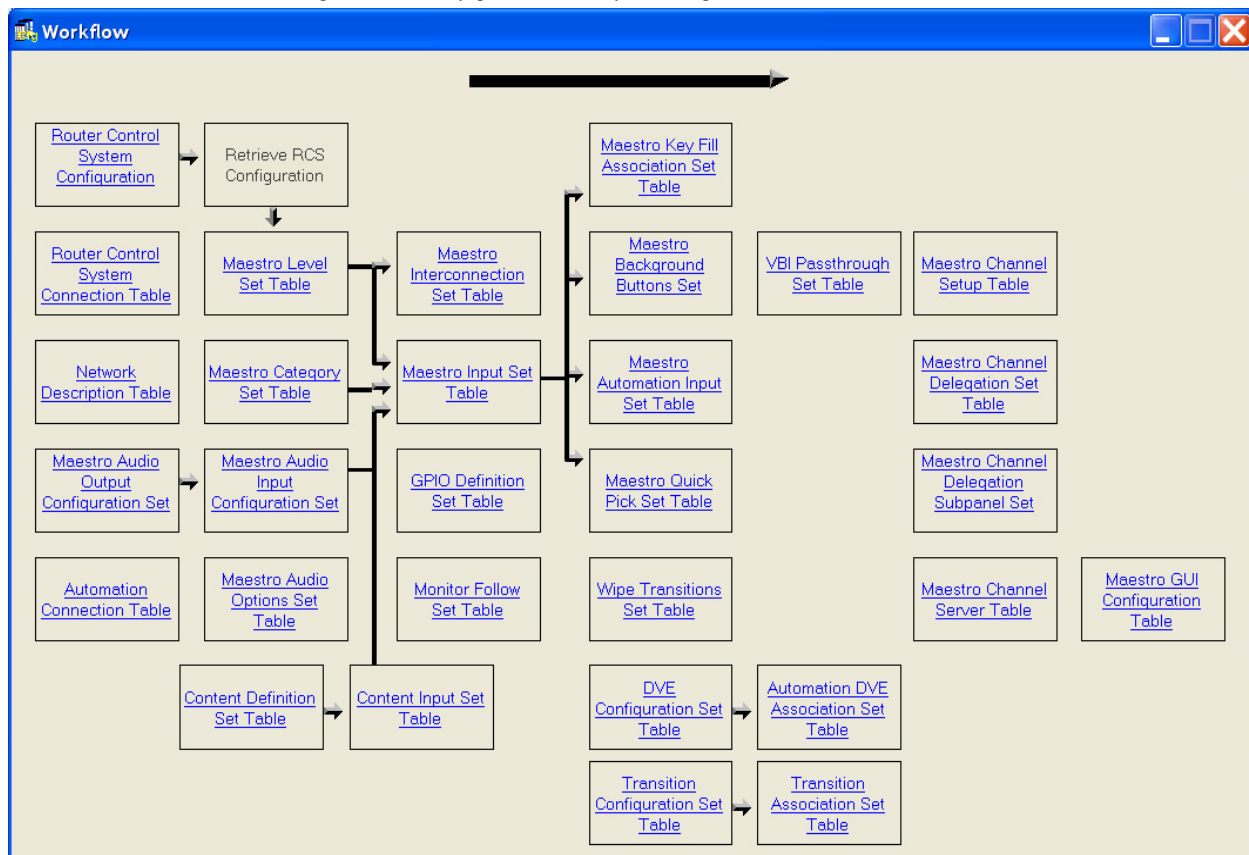 Workflow
Router Control
System
Configuration
Retrieve RCS
Configuration
Maestro Key Fill
Association Set
Table
Router Control
System
Connection Table
Maestro Level
Set Table
Maestro
Interconnection
Set Table
Maestro
Background
Buttons Set
VBI Passthrough
Set Table
Maestro Channel
Setup Table
Network
Description Table
Maestro Category
Set Table
Maestro Input Set
Table
Maestro
Automation Input
Set Table
Maestro Channel
Delegation Set
Table
Maestro Audio
Output
Configuration Set
Maestro Audio
Input
Configuration Set
GPIO Definition
Set Table
Maestro Quick
Pick Set Table
Maestro Channel
Delegation
Subpanel Set
Automation
Connection Table
Maestro Audio
Options Set
Table
Monitor Follow
Set Table
Wipe Transitions
Set Table
Maestro Channel
Server Table
Maestro GUI
Configuration
Table
Content Definition
Set Table
Content Input Set
Table
DVE
Configuration Set
Table
Automation DVE
Association Set
Table
Transition
Configuration Set
Table
Transition
Association Set
Table